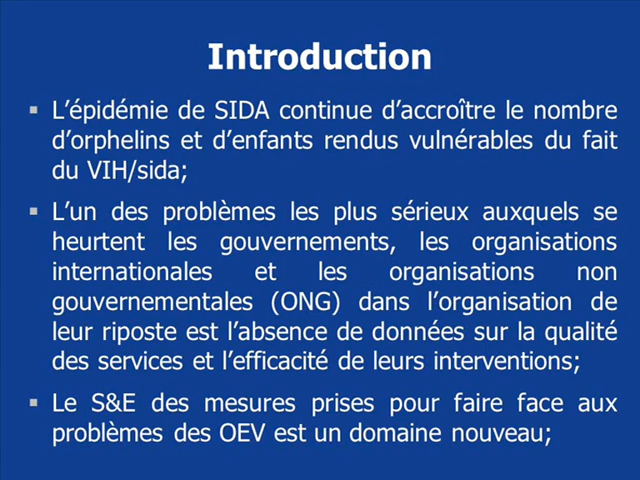 Introduction
▪ L’épidémie de SIDA continue d’accroître le nombre
d’orphelins et d’enfants rendus vulnérables du fait
du VIH/sida;
▪ L’un des problèmes les plus sérieux auxquels se
heurtent les gouvernements, les organisations
internationales et les organisations non
gouvernementales (ONG) dans l’organisation de
leur riposte est l’absence de données sur la qualité
des services et l’efficacité de leurs interventions;
▪ Le S&E des mesures prises pour faire face aux
problèmes des OEV est un domaine nouveau;